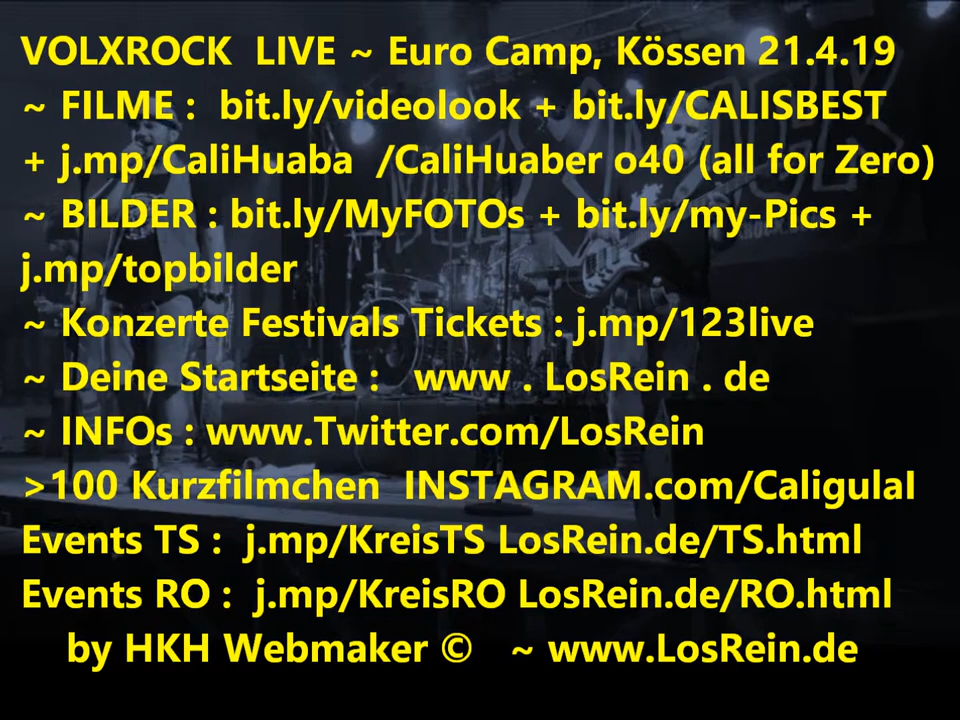 VOLXROCK LIVE ~ Euro Camp, Kössen 21.4.19
~ FILME : bit.ly/videolook + bit.ly/CALISBEST
+ j.mp/CaliHuaba /CaliHuaber o40 (all for Zero)
~ BILDER : bit.ly/MyFOTOs + bit.ly/my-Pics +
j.mp/topbilder
~ Konzerte Festivals Tickets : j.mp/123live
~ Deine Startseite : www . LosRein . de
~ INFOs : www.Twitter.com/LosRein
>100 Kurzfilmchen INSTAGRAM.com/CaligulaI
Events TS : j.mp/KreisTS LosRein.de/TS.html
Events RO : j.mp/KreisRO LosRein.de/RO.html
by HKH Webmaker © ~ www.LosRein.de